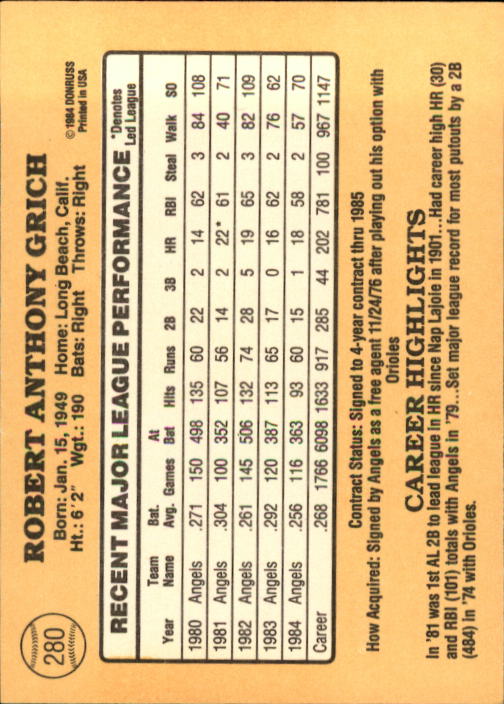 280
ROBERT ANTHONY GRICH
Born: Jan. 15, 1949 Home: Long Beach, Calif.
Ht.: 6'2" Wgt.: 190 Bats: Right Throws: Right
© 1984 DONRUSS
Printed in USA
RECENT MAJOR LEAGUE PERFORMANCE *Denotes Led League
Year Team Name Bat. Avg. Games At Bat Hits Runs 2B 3B HR RBI Steal Walk SO
1980 Angels .271 150 498 135 60 22 2 14 62 3 84 108
1981 Angels .304 100 352 107 56 14 2 22* 61 2 40 71
1982 Angels .261 145 506 132 74 28 5 19 65 3 82 109
1983 Angels .292 120 387 113 65 17 0 16 62 2 76 62
1984 Angels .256 116 363 93 60 15 1 18 58 2 57 70
Career .268 1766 6098 1633 917 285 44 202 781 100 967 1147
Contract Status: Signed to 4-year contract thru 1985
How Acquired: Signed by Angels as a free agent 11/24/76 after playing out his option with
Orioles
CAREER HIGHLIGHTS
In '81 was 1st AL 2B to lead league in HR since Nap Lajoie in 1901...Had career high HR (30)
and RBI (101) totals with Angels in '79...Set major league record for most putouts by a 2B
(484) in '74 with Orioles.